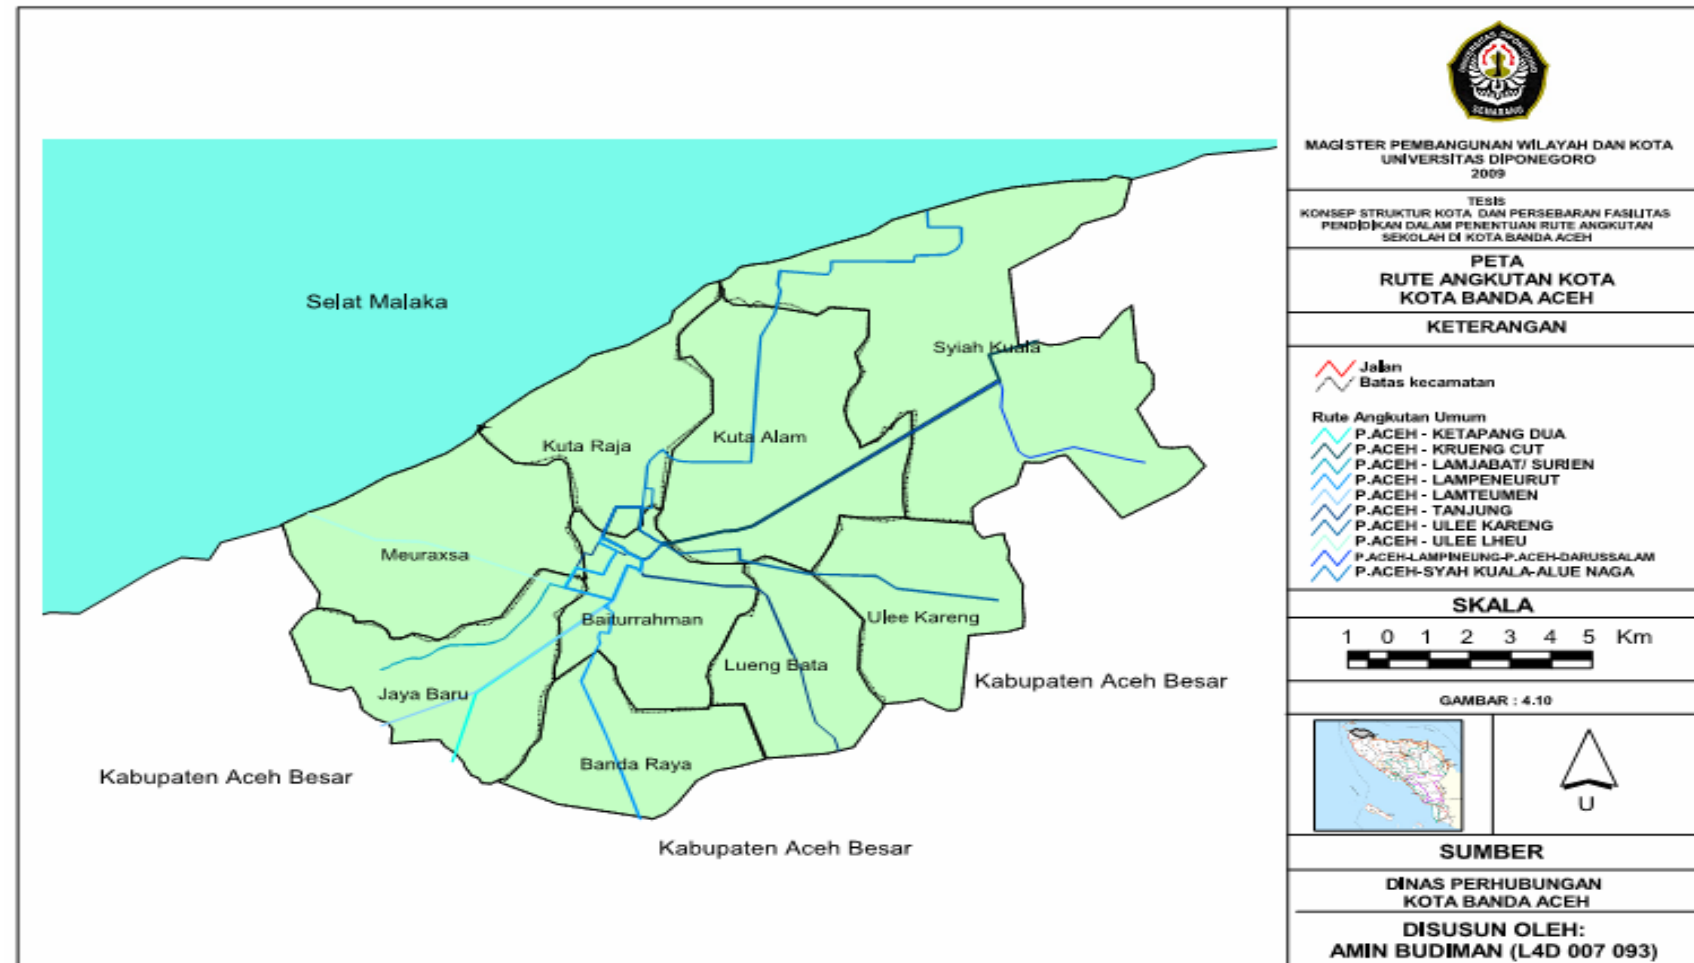 Selat Malaka
Syiah Kuala
Kuta Raja
Kuta Alam
Meuraxsa
Baiturrahman
Ulee Kareng
Lueng Bata
Jaya Baru
Banda Raya
Kabupaten Aceh Besar
Kabupaten Aceh Besar
Kabupaten Aceh Besar
UNIVERSITAS DIPONEGORO
SEMARANG
MAGISTER PEMBANGUNAN WILAYAH DAN KOTA
UNIVERSITAS DIPONEGORO
2009
TESIS
KONSEP STRUKTUR KOTA DAN PERSEBARAN FASILITAS
PENDIDIKAN DALAM PENENTUAN RUTE ANGKUTAN
SEKOLAH DI KOTA BANDA ACEH
PETA
RUTE ANGKUTAN KOTA
KOTA BANDA ACEH
KETERANGAN
Jalan
Batas kecamatan
Rute Angkutan Umum
P.ACEH - KETAPANG DUA
P.ACEH - KRUENG CUT
P.ACEH - LAMJABAT/ SURIEN
P.ACEH - LAMPENEURUT
P.ACEH - LAMTEUMEN
P.ACEH - TANJUNG
P.ACEH - ULEE KARENG
P.ACEH - ULEE LHEU
P.ACEH-LAMPINEUNG-P.ACEH-DARUSSALAM
P.ACEH-SYAH KUALA-ALUE NAGA
SKALA
1 0 1 2 3 4 5 Km
GAMBAR : 4.10
U
SUMBER
DINAS PERHUBUNGAN
KOTA BANDA ACEH
DISUSUN OLEH:
AMIN BUDIMAN (L4D 007 093)